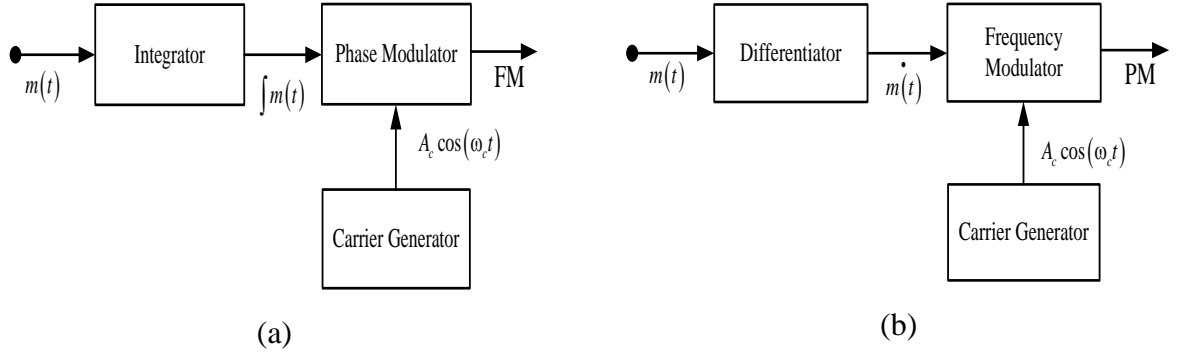 Integrator
Phase Modulator
m(t)
∫m(t)
FM
A_c cos(ω_c t)
Carrier Generator
(a)
Differentiator
Frequency
Modulator
m(t)
ṁ(t)
PM
A_c cos(ω_c t)
Carrier Generator
(b)